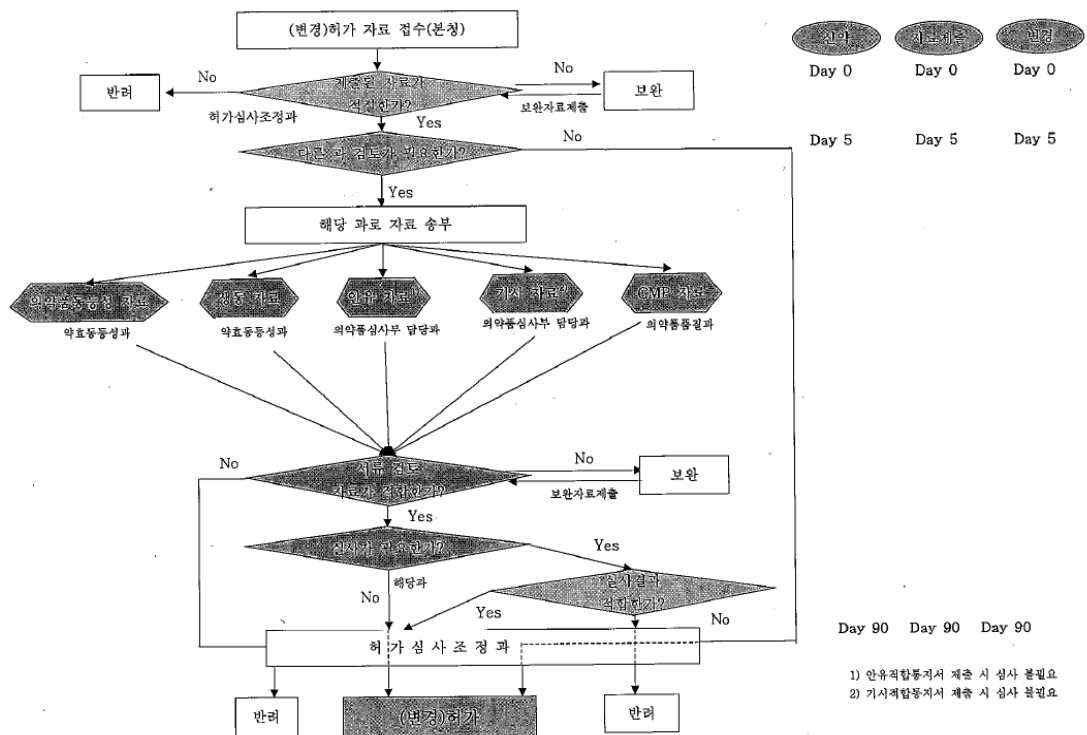 (변경)허가 자료 접수(본청)
신약 자료제출 변경
Day 0 Day 0 Day 0
No
제출된 자료가
적절한가?
No
반려
보완
허가심사조정과
보완자료제출
Yes
다른 과 검토가 필요한가?
No
Day 5 Day 5 Day 5
Yes
해당 과로 자료 송부
의약품동등성 자료
생동 자료
안유 자료1)
기시 자료2)
GMP 자료
약효동등성과
약효동등성과
의약품심사부 담당과
의약품심사부 담당과
의약품품질과
No
서류 검토
자료가 적합한가?
No
보완
보완자료제출
Yes
실사가 필요한가?
Yes
해당과
No
실사결과
적합한가?
Yes
No
허 가 심 사 조 정 과
Day 90 Day 90 Day 90
1) 안유적합통지서 제출 시 심사 불필요
2) 기시적합통지서 제출 시 심사 불필요
반려
(변경)허가
반려